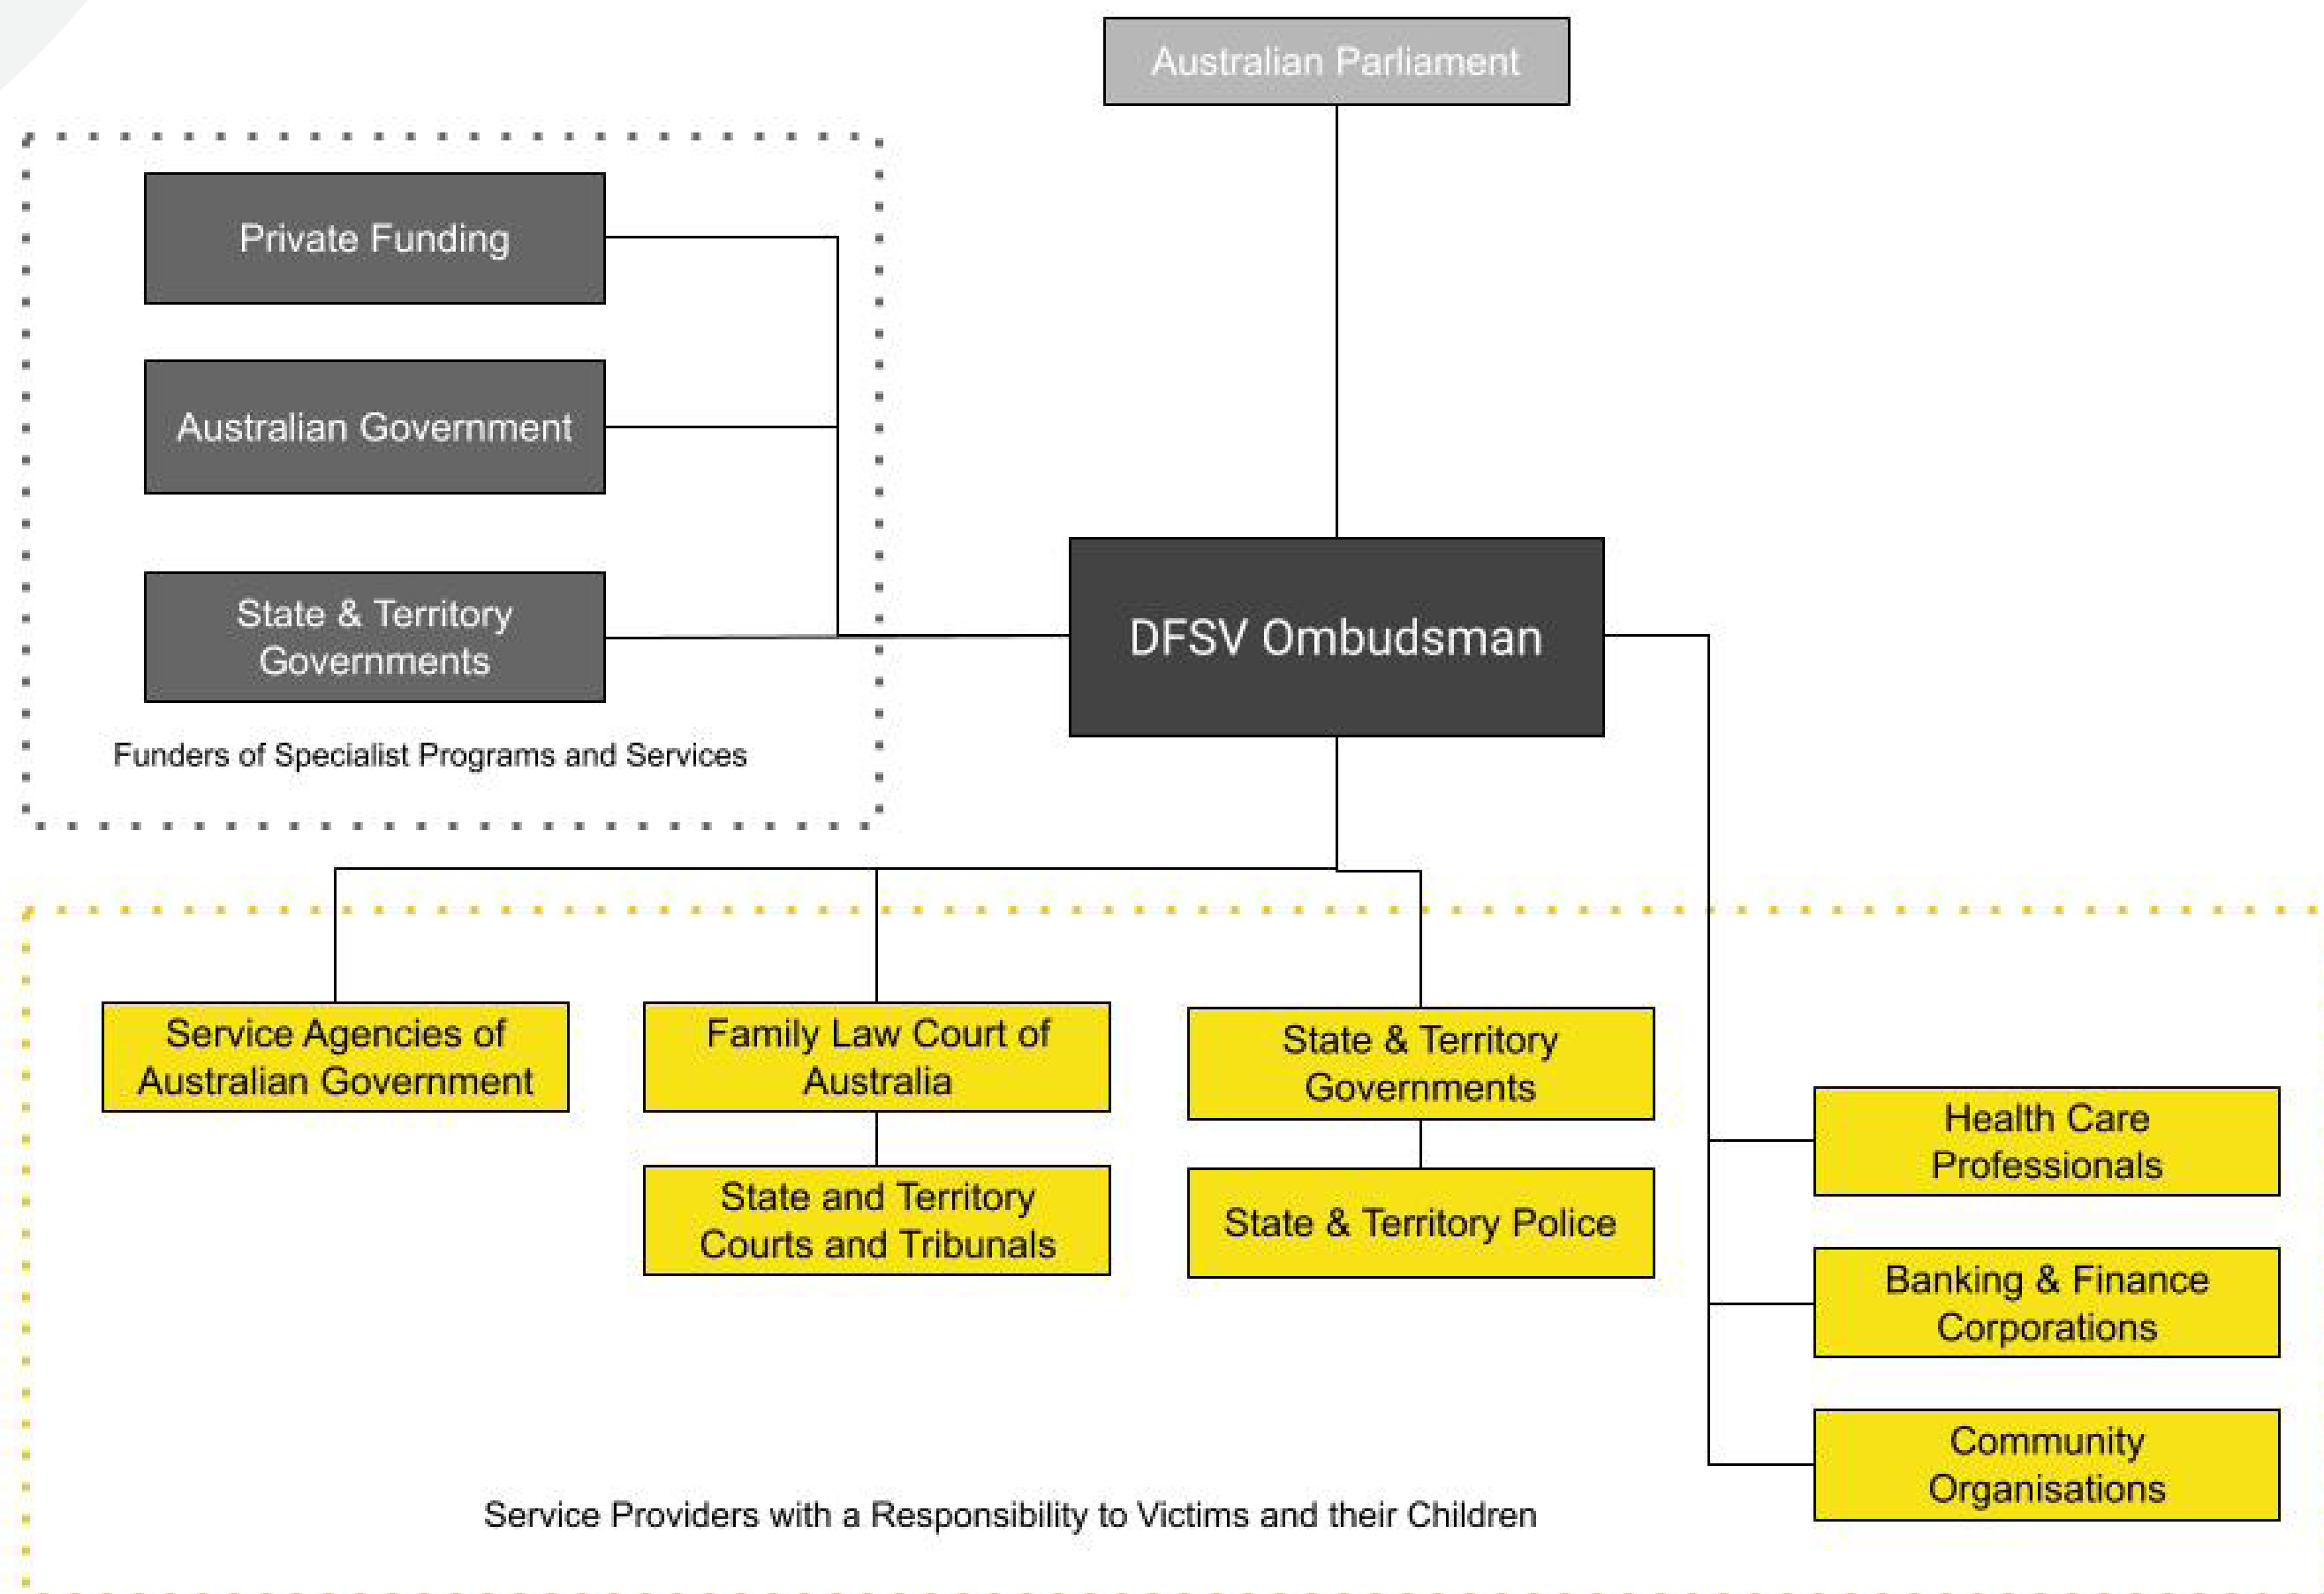 Australian Parliament
Private Funding
Australian Government
State & Territory
Governments
Funders of Specialist Programs and Services
DFSV Ombudsman
Service Agencies of
Australian Government
Family Law Court of
Australia
State and Territory
Courts and Tribunals
State & Territory
Governments
State & Territory Police
Health Care
Professionals
Banking & Finance
Corporations
Community
Organisations
Service Providers with a Responsibility to Victims and their Children